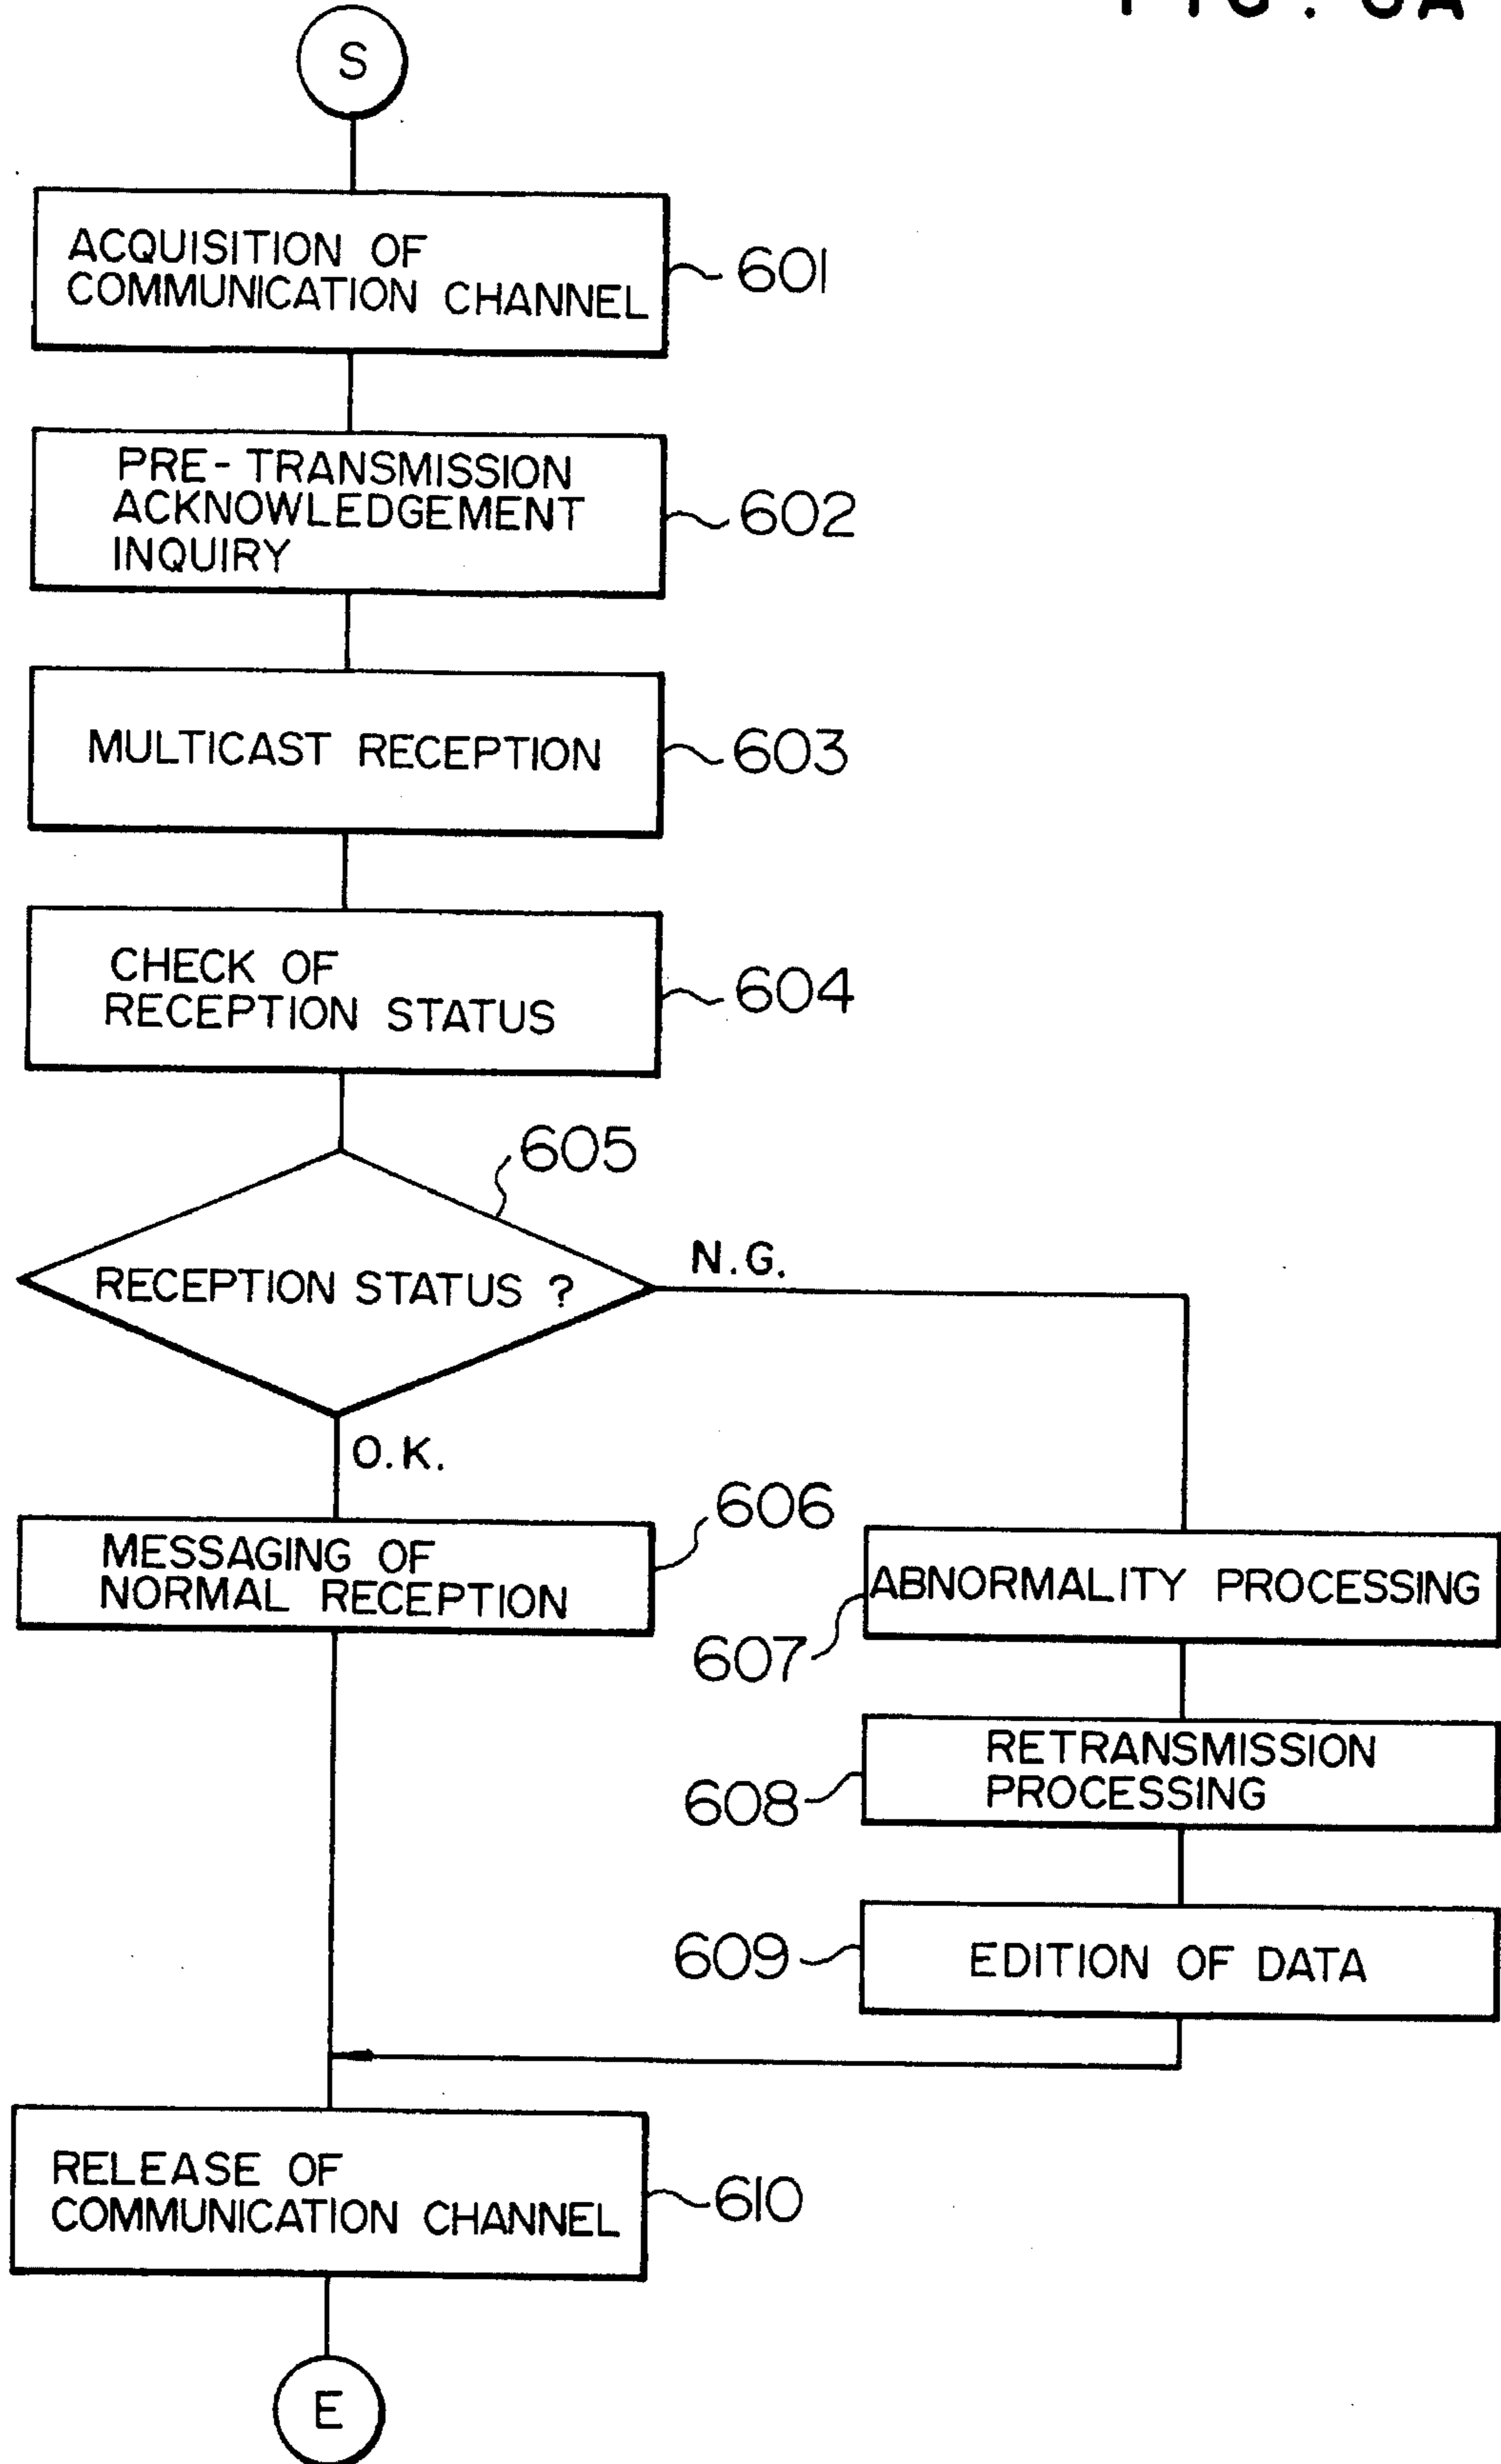 S
ACQUISITION OF
COMMUNICATION CHANNEL
601
PRE-TRANSMISSION
ACKNOWLEDGEMENT
INQUIRY
602
MULTICAST RECEPTION
603
CHECK OF
RECEPTION STATUS
604
605
RECEPTION STATUS ?
N.G.
O.K.
MESSAGING OF
NORMAL RECEPTION
606
ABNORMALITY PROCESSING
607
RETRANSMISSION
PROCESSING
608
EDITION OF DATA
609
RELEASE OF
COMMUNICATION CHANNEL
610
E